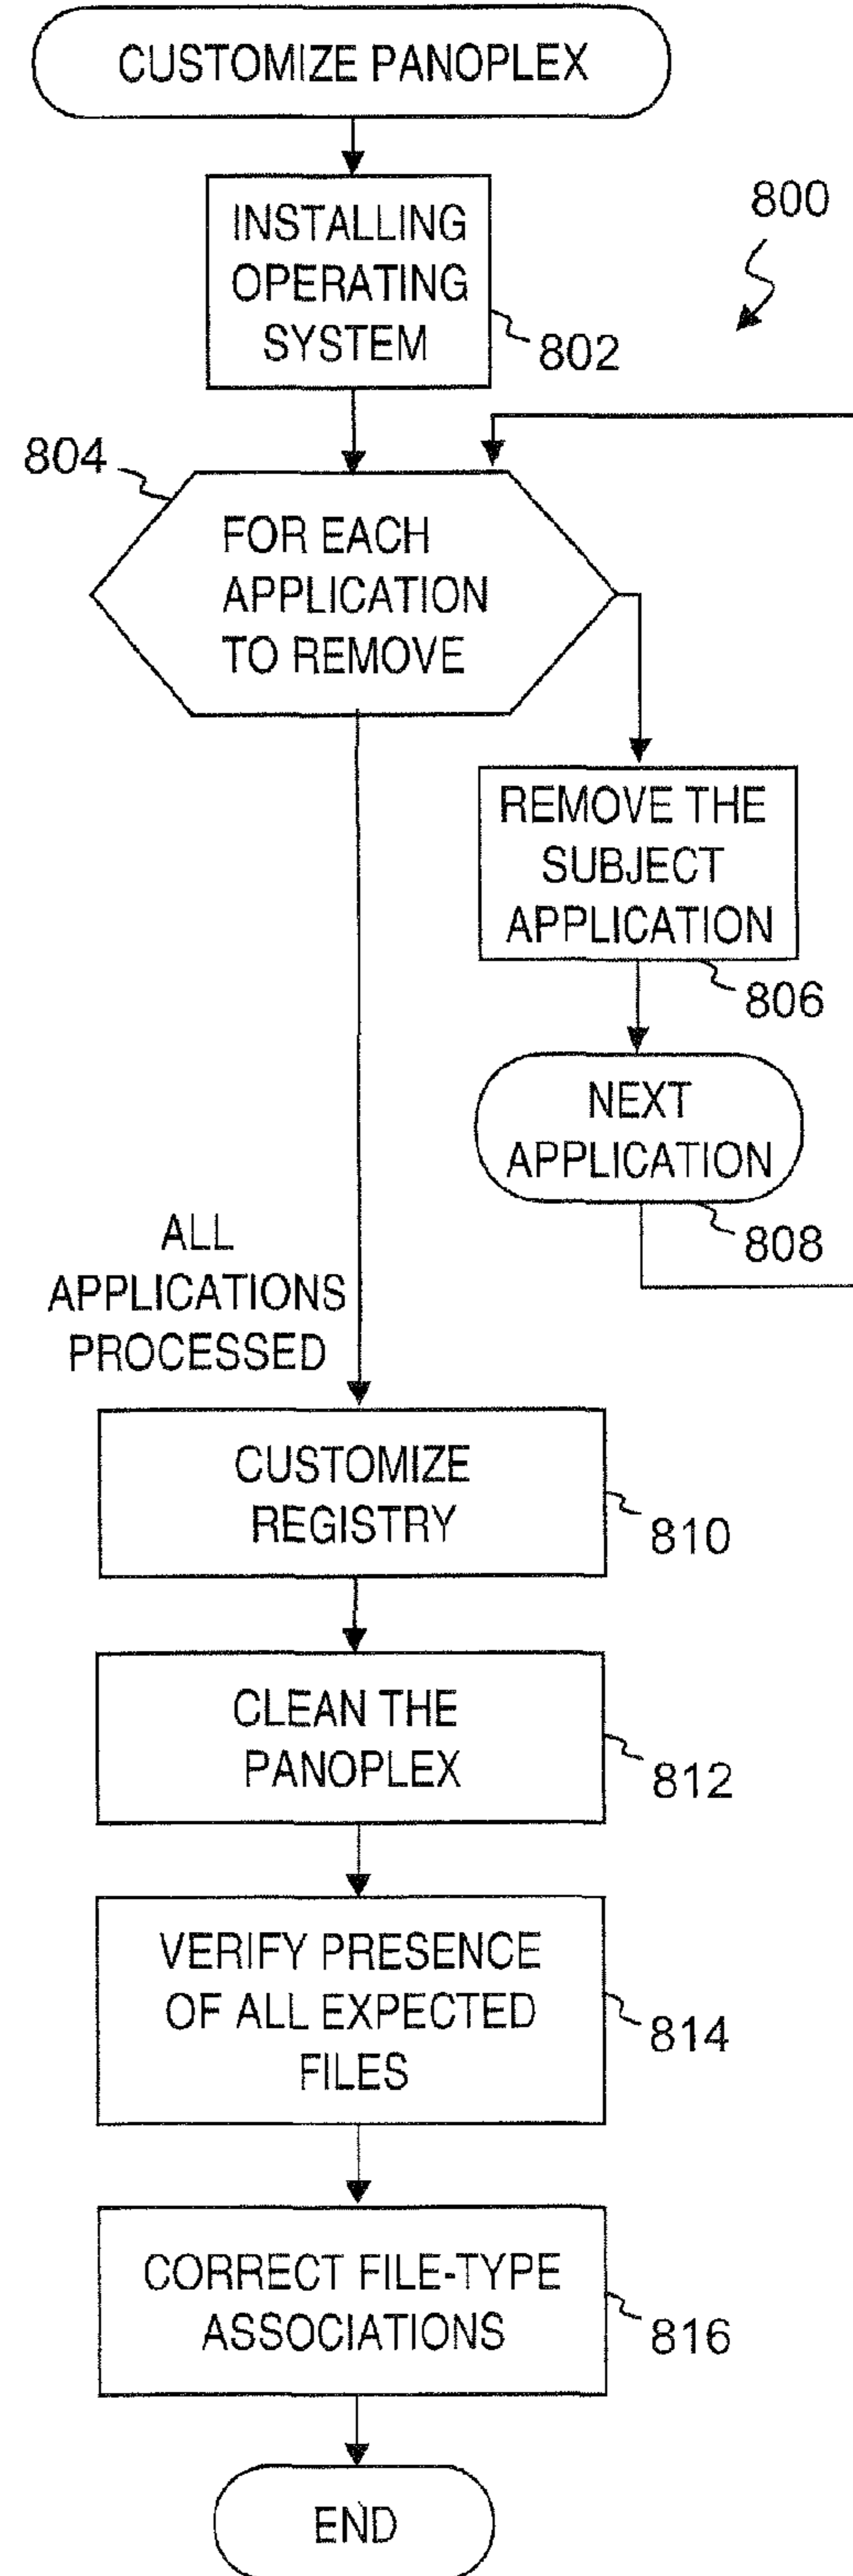 CUSTOMIZE PANOPLEX
800
INSTALLING
OPERATING
SYSTEM
802
804
FOR EACH
APPLICATION
TO REMOVE
REMOVE THE
SUBJECT
APPLICATION
806
NEXT
APPLICATION
808
ALL
APPLICATIONS
PROCESSED
CUSTOMIZE
REGISTRY
810
CLEAN THE
PANOPLEX
812
VERIFY PRESENCE
OF ALL EXPECTED
FILES
814
CORRECT FILE-TYPE
ASSOCIATIONS
816
END